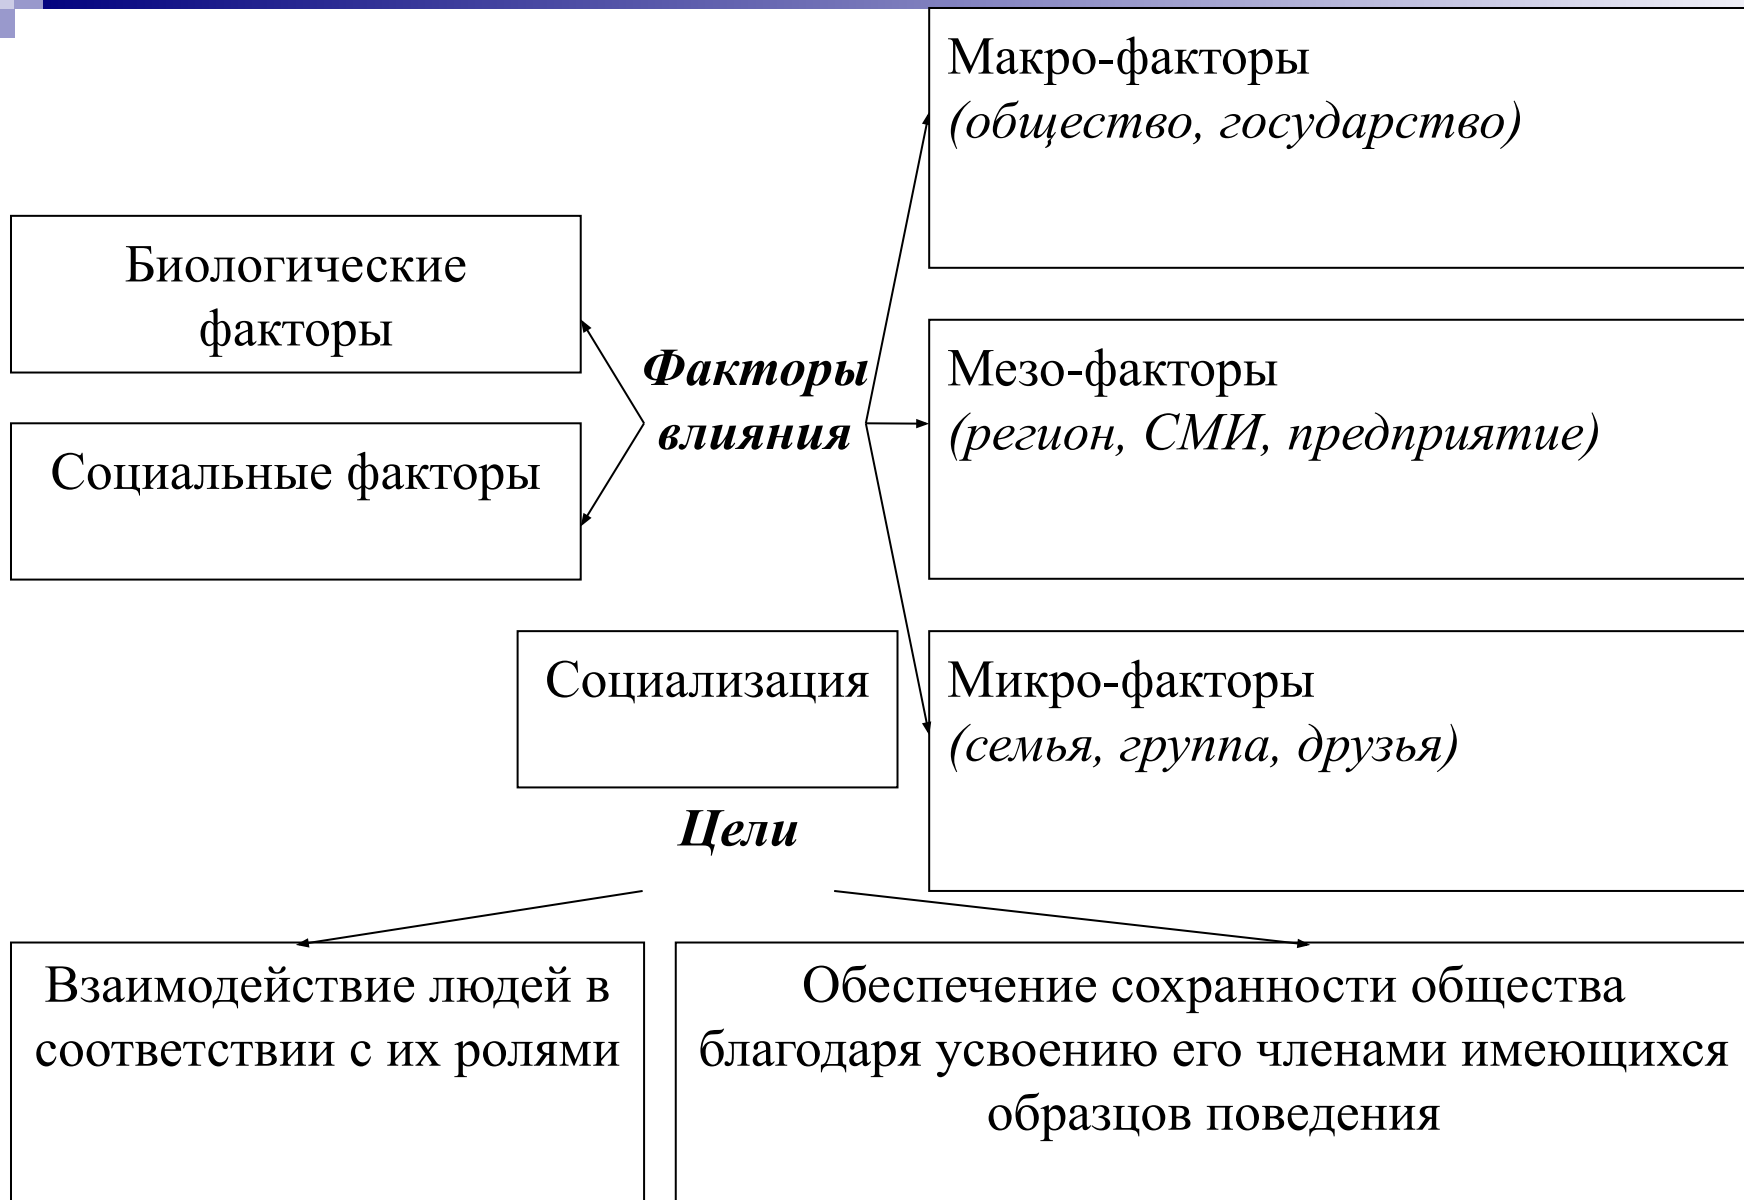 Макро-факторы
(общество, государство)
Биологические
факторы
Факторы
влияния
Мезо-факторы
(регион, СМИ, предприятие)
Социальные факторы
Социализация
Микро-факторы
(семья, группа, друзья)
Цели
Взаимодействие людей в
соответствии с их ролями
Обеспечение сохранности общества
благодаря усвоению его членами имеющихся
образцов поведения